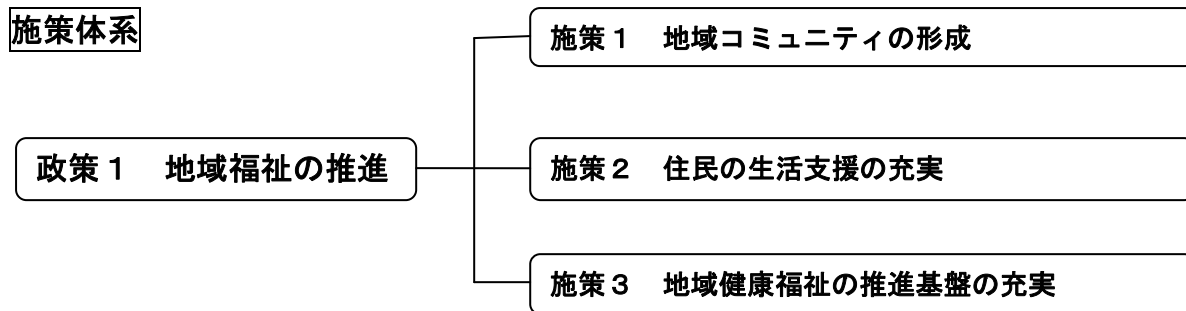 施策体系
施策１　地域コミュニティの形成
政策１　地域福祉の推進
施策２　住民の生活支援の充実
施策３　地域健康福祉の推進基盤の充実